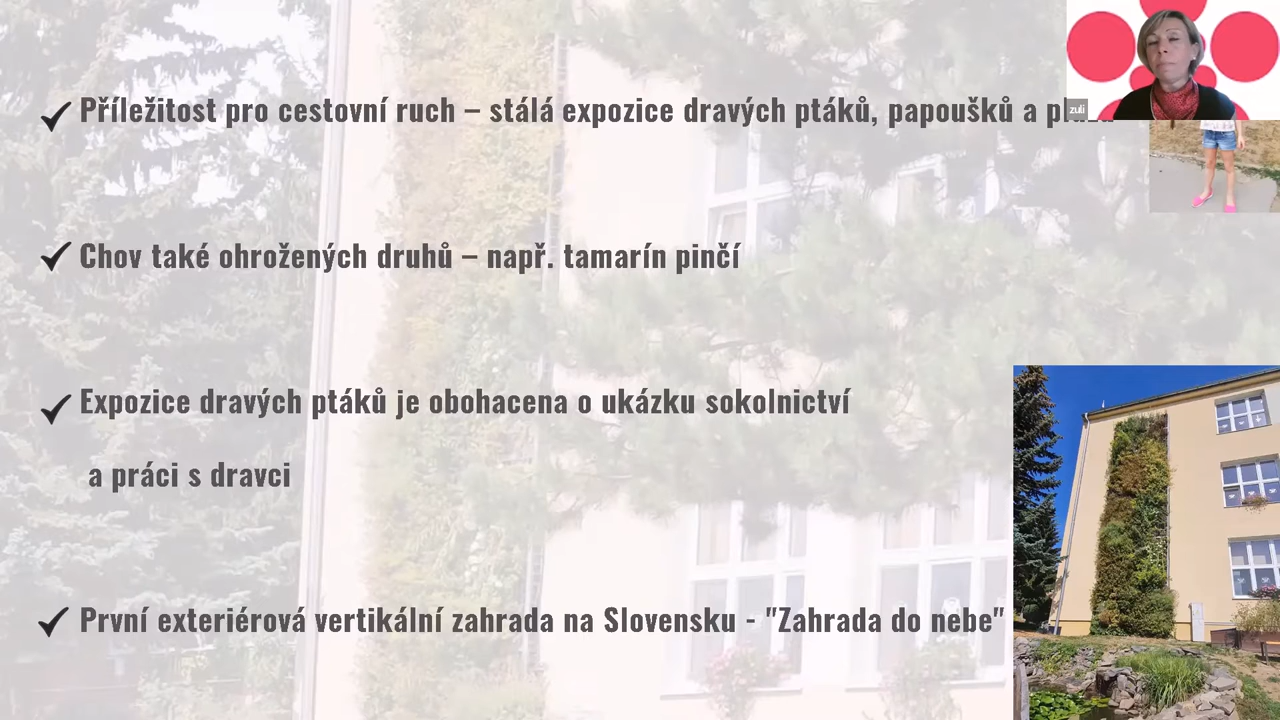 Příležitost pro cestovní ruch – stálá expozice dravých ptáků, papoušků a
zuli
Chov také ohrožených druhů – např. tamarín pinčí
Expozice dravých ptáků je obohacena o ukázku sokolnictví
a práci s dravci
První exteriérová vertikální zahrada na Slovensku - "Zahrada do nebe"